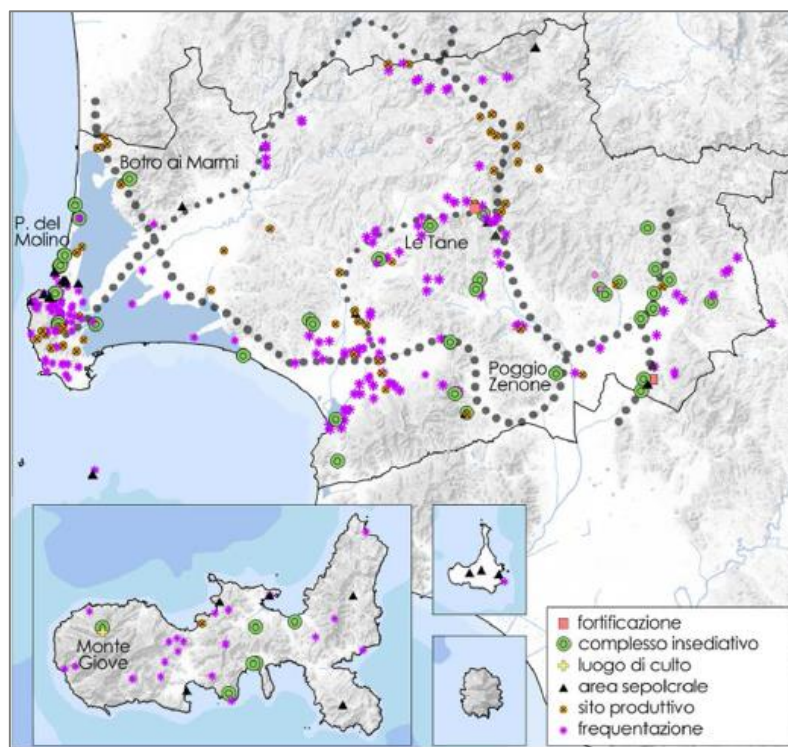 Botro ai Marmi
P. del
Molino
Le Tane
Poggio
Zenone
Monte
Giove
fortificazione
complesso insediativo
luogo di culto
area sepolcrale
sito produttivo
frequentazione